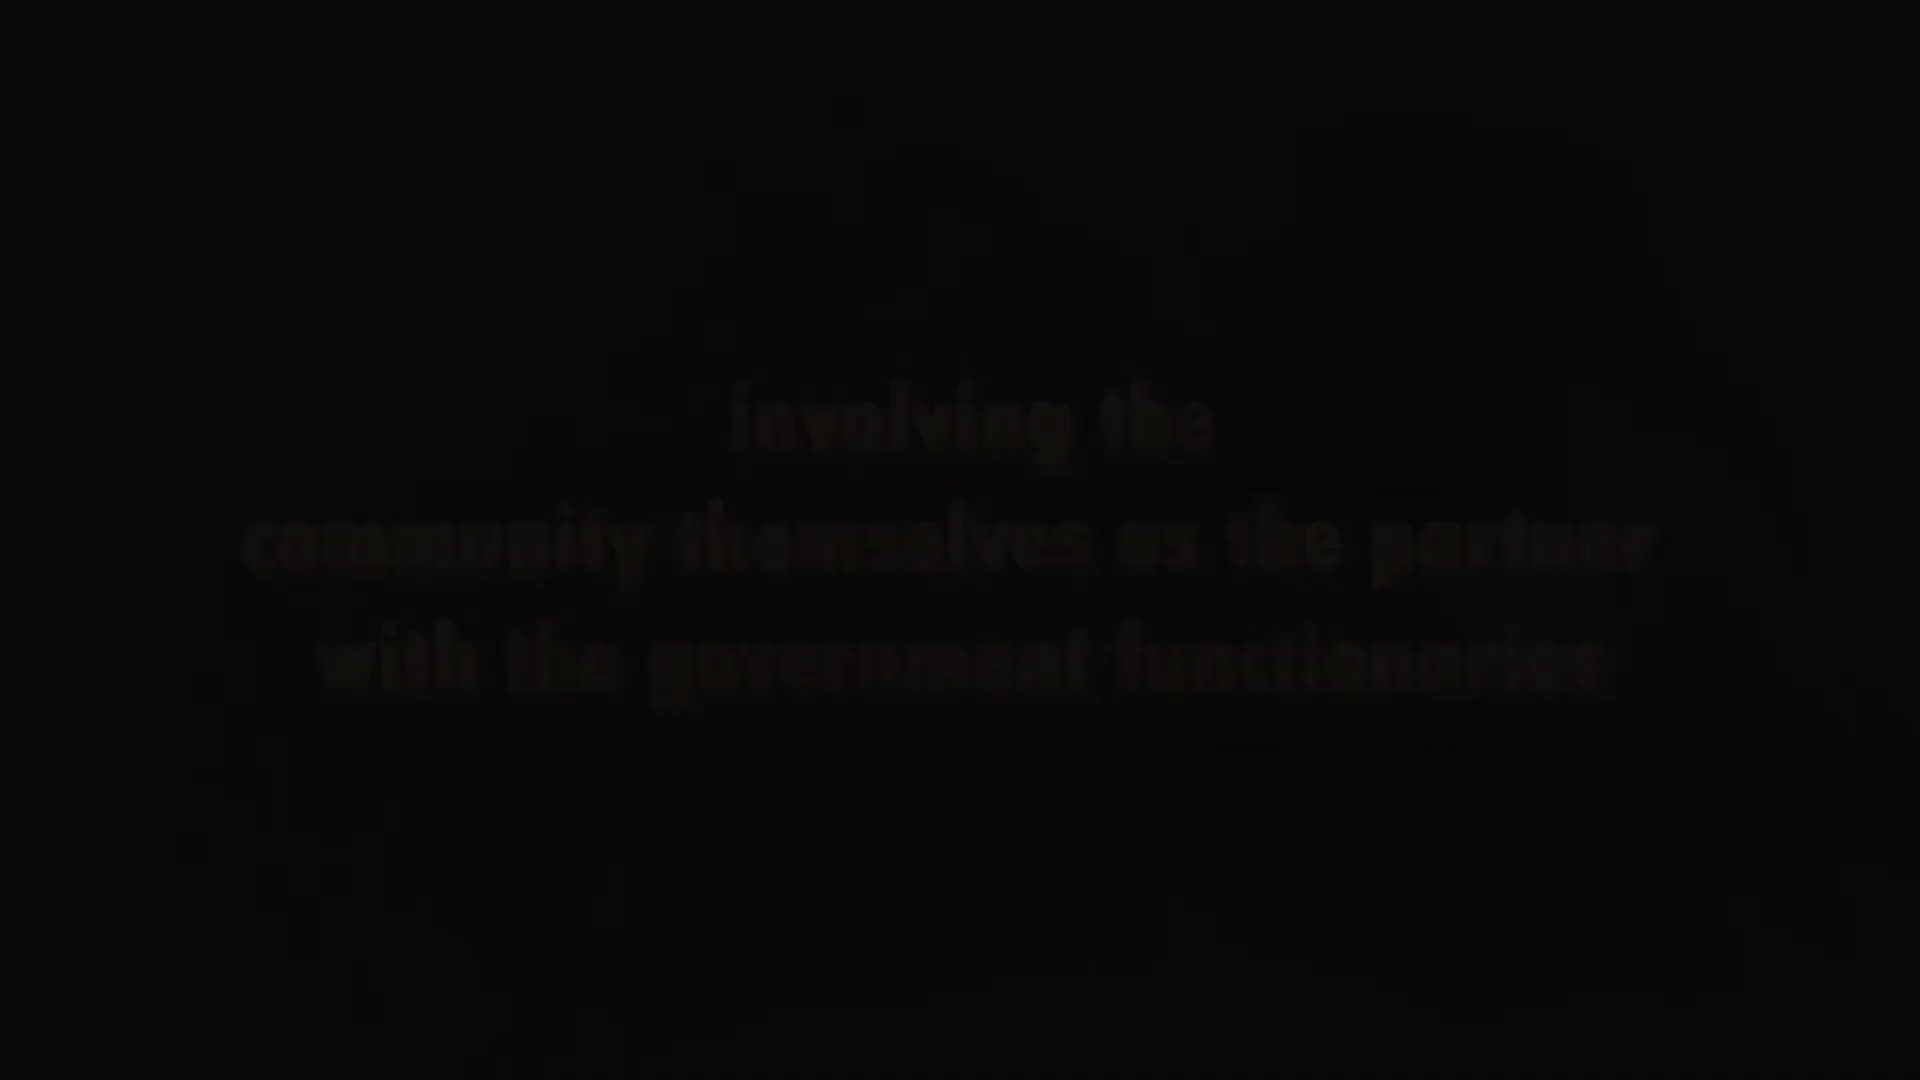 involving the
community themselves as the partner
with the government functionaries